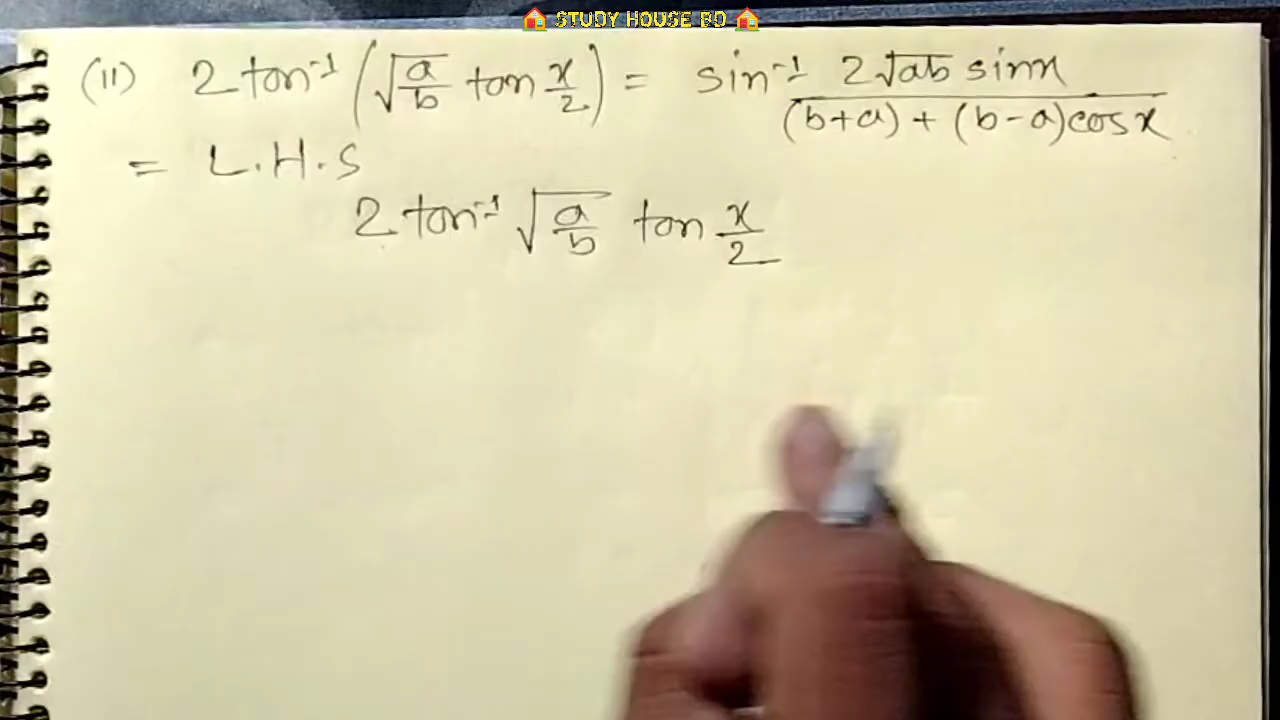 🏠 STUDY HOUSE BD 🏠
(11) 2 tan⁻¹ (√(a/b) tan x/2) = sin⁻¹ 2√ab sinx / (b+a) + (b-a)cosx
= L.H.S
2 tan⁻¹ √(a/b) tan x/2